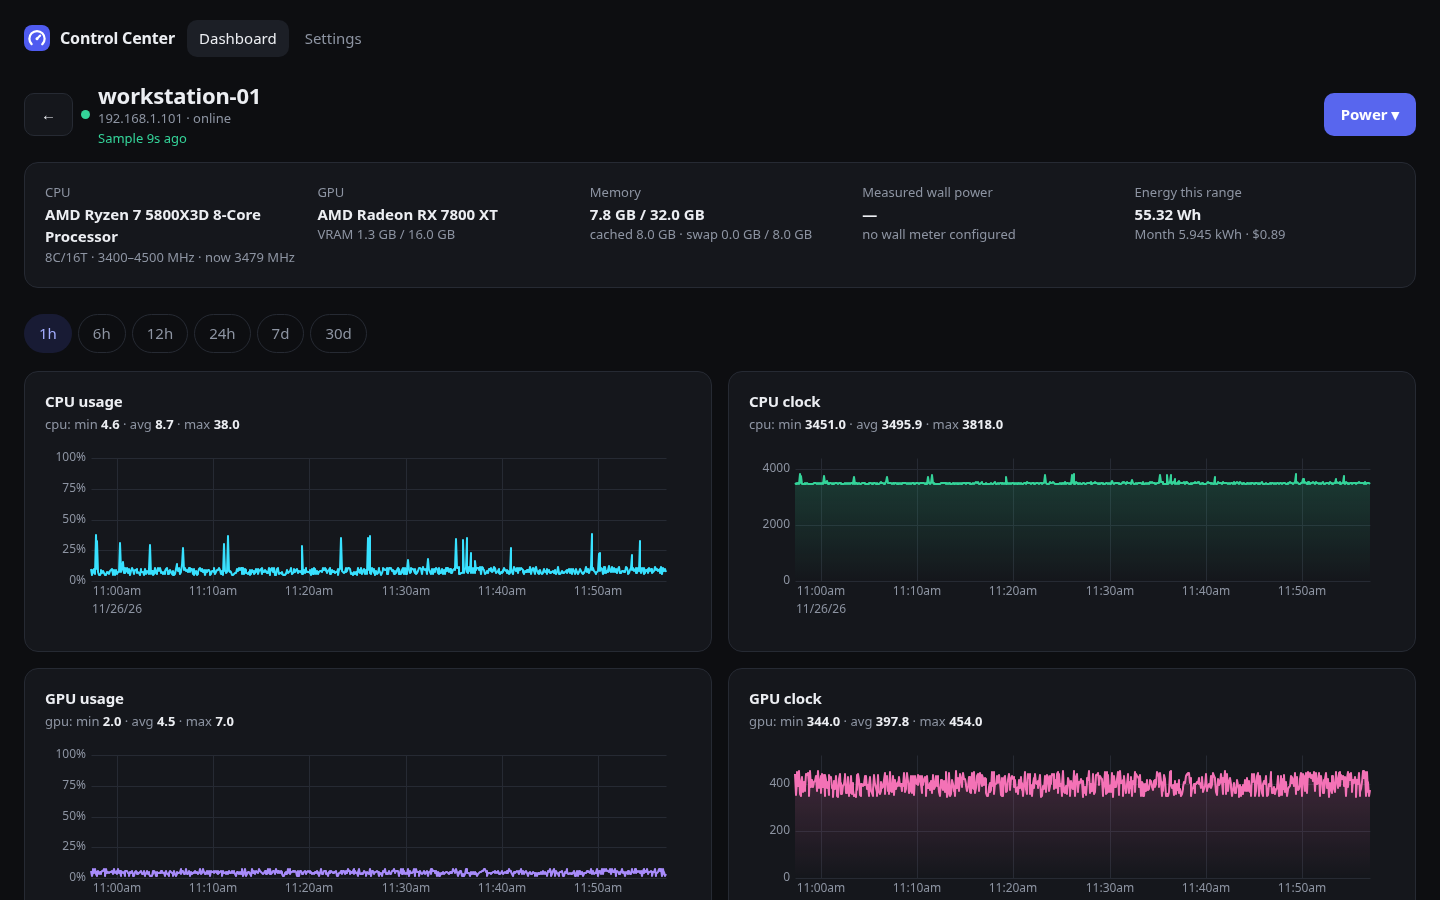 Control Center
Dashboard
Settings
←
workstation-01
192.168.1.101 · online
Sample 9s ago
Power ▾
CPU
AMD Ryzen 7 5800X3D 8-Core
Processor
8C/16T · 3400–4500 MHz · now 3479 MHz
GPU
AMD Radeon RX 7800 XT
VRAM 1.3 GB / 16.0 GB
Memory
7.8 GB / 32.0 GB
cached 8.0 GB · swap 0.0 GB / 8.0 GB
Measured wall power
—
no wall meter configured
Energy this range
55.32 Wh
Month 5.945 kWh · $0.89
1h
6h
12h
24h
7d
30d
CPU usage
cpu: min 4.6 · avg 8.7 · max 38.0
100%
75%
50%
25%
0%
11:00am 11:10am 11:20am 11:30am 11:40am 11:50am
11/26/26
CPU clock
cpu: min 3451.0 · avg 3495.9 · max 3818.0
4000
2000
0
11:00am 11:10am 11:20am 11:30am 11:40am 11:50am
11/26/26
GPU usage
gpu: min 2.0 · avg 4.5 · max 7.0
100%
75%
50%
25%
0%
11:00am 11:10am 11:20am 11:30am 11:40am 11:50am
GPU clock
gpu: min 344.0 · avg 397.8 · max 454.0
400
200
0
11:00am 11:10am 11:20am 11:30am 11:40am 11:50am